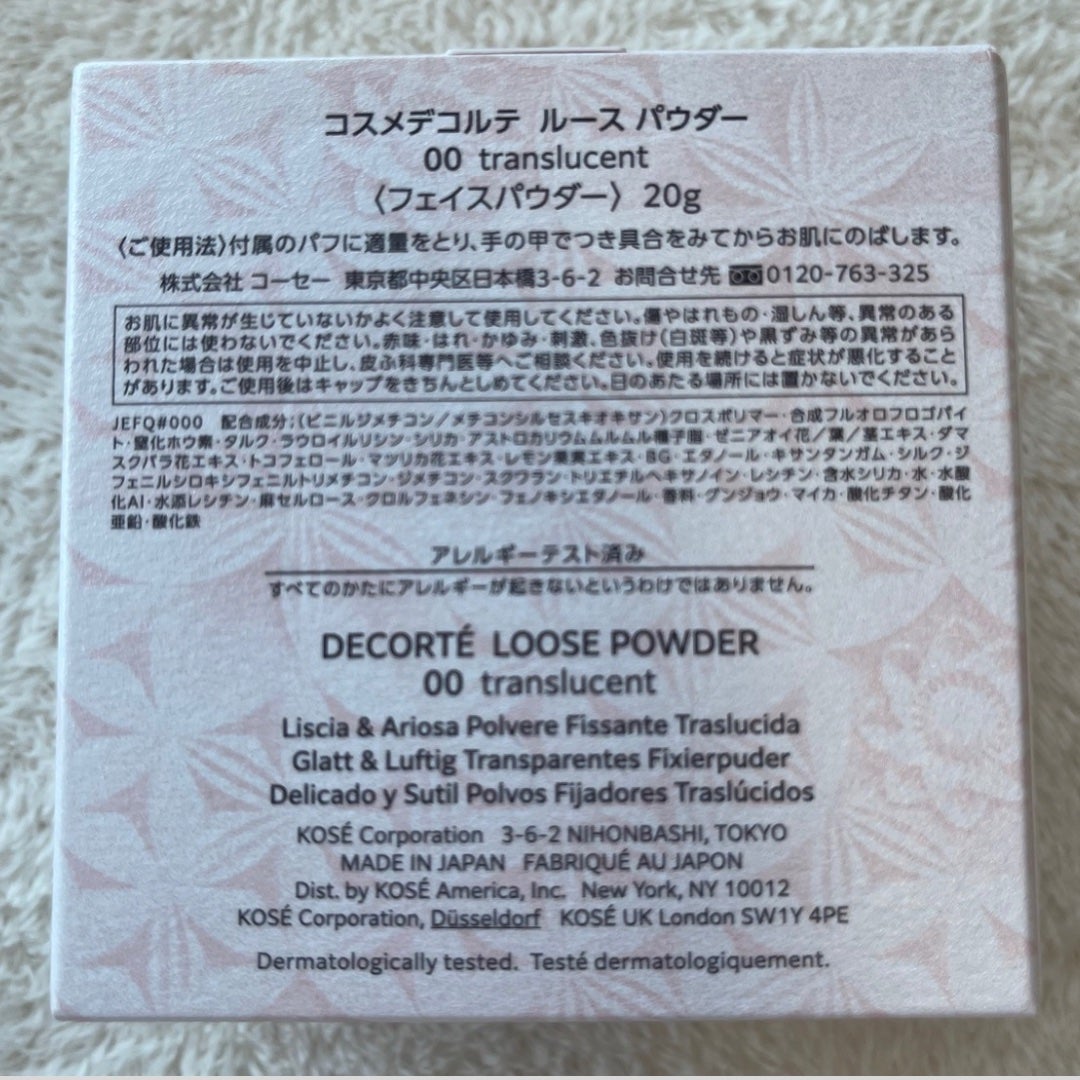 コスメデコルテ ルース パウダー
00 translucent
〈フェイスパウダー〉 20g
〈ご使用法〉付属のパフに適量をとり、手の甲でつき具合をみてからお肌にのばします。
株式会社 コーセー 東京都中央区日本橋3-6-2 お問合せ先 0120-763-325
お肌に異常が生じていないかよく注意して使用してください。傷やはれもの・湿しん等、異常のある
部位には使わないでください。赤味・はれ・かゆみ・刺激、色抜け(白斑等)や黒ずみ等の異常があら
われた場合は使用を中止し、皮ふ科専門医等へご相談ください。使用を続けると症状が悪化すること
があります。ご使用後はキャップをきちんとしめてください。日のあたる場所には置かないでください。
JEFQ#000 配合成分:(ビニルジメチコン/メチコンシルセスキオキサン)クロスポリマー・合成フルオロフロゴパイ
ト・窒化ホウ素・タルク・ラウロイルリシン・シリカ・アストロカリウムムルムル種子脂・ゼニアオイ花/葉/茎エキス・ダマ
スクバラ花エキス・トコフェロール・マツリカ花エキス・レモン果実エキス・BG・エタノール・キサンタンガム・シルク・ジ
フェニルシロキシフェニルトリメチコン・ジメチコン・スクワラン・トリエチルヘキサノイン・レシチン・含水シリカ・水・水酸
化Al・水添レシチン・麻セルロース・クロルフェネシン・フェノキシエタノール・香料・グンジョウ・マイカ・酸化チタン・酸化
亜鉛・酸化鉄
アレルギーテスト済み
すべてのかたにアレルギーが起きないというわけではありません。
DECORTÉ LOOSE POWDER
00 translucent
Liscia & Ariosa Polvere Fissante Traslucida
Glatt & Luftig Transparentes Fixierpuder
Delicado y Sutil Polvos Fijadores Traslúcidos
KOSÉ Corporation 3-6-2 NIHONBASHI, TOKYO
MADE IN JAPAN FABRIQUÉ AU JAPON
Dist. by KOSÉ America, Inc. New York, NY 10012
KOSÉ Corporation, Düsseldorf KOSÉ UK London SW1Y 4PE
Dermatologically tested. Testé dermatologiquement.